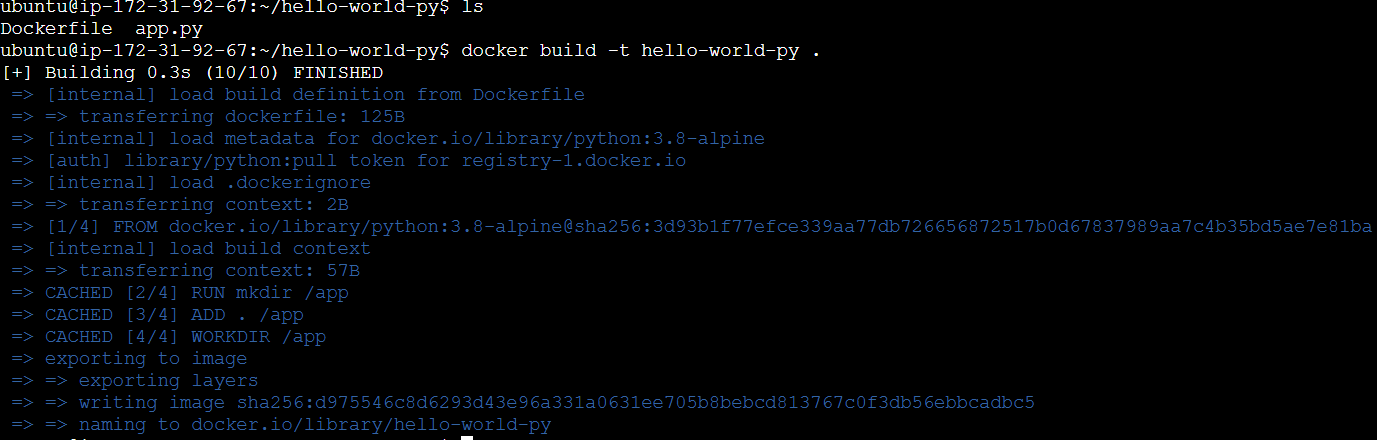 ubuntu@ip-172-31-92-67:~/hello-world-py$ ls
Dockerfile  app.py
ubuntu@ip-172-31-92-67:~/hello-world-py$ docker build -t hello-world-py .
[+] Building 0.3s (10/10) FINISHED
=> [internal] load build definition from Dockerfile
=> => transferring dockerfile: 125B
=> [internal] load metadata for docker.io/library/python:3.8-alpine
=> [auth] library/python:pull token for registry-1.docker.io
=> [internal] load .dockerignore
=> => transferring context: 2B
=> [1/4] FROM docker.io/library/python:3.8-alpine@sha256:3d93b1f77efce339aa77db726656872517b0d67837989aa7c4b35bd5ae7e81ba
=> [internal] load build context
=> => transferring context: 57B
=> CACHED [2/4] RUN mkdir /app
=> CACHED [3/4] ADD . /app
=> CACHED [4/4] WORKDIR /app
=> exporting to image
=> => exporting layers
=> => writing image sha256:d975546c8d6293d43e96a331a0631ee705b8bebcd813767c0f3db56ebbcadbc5
=> => naming to docker.io/library/hello-world-py